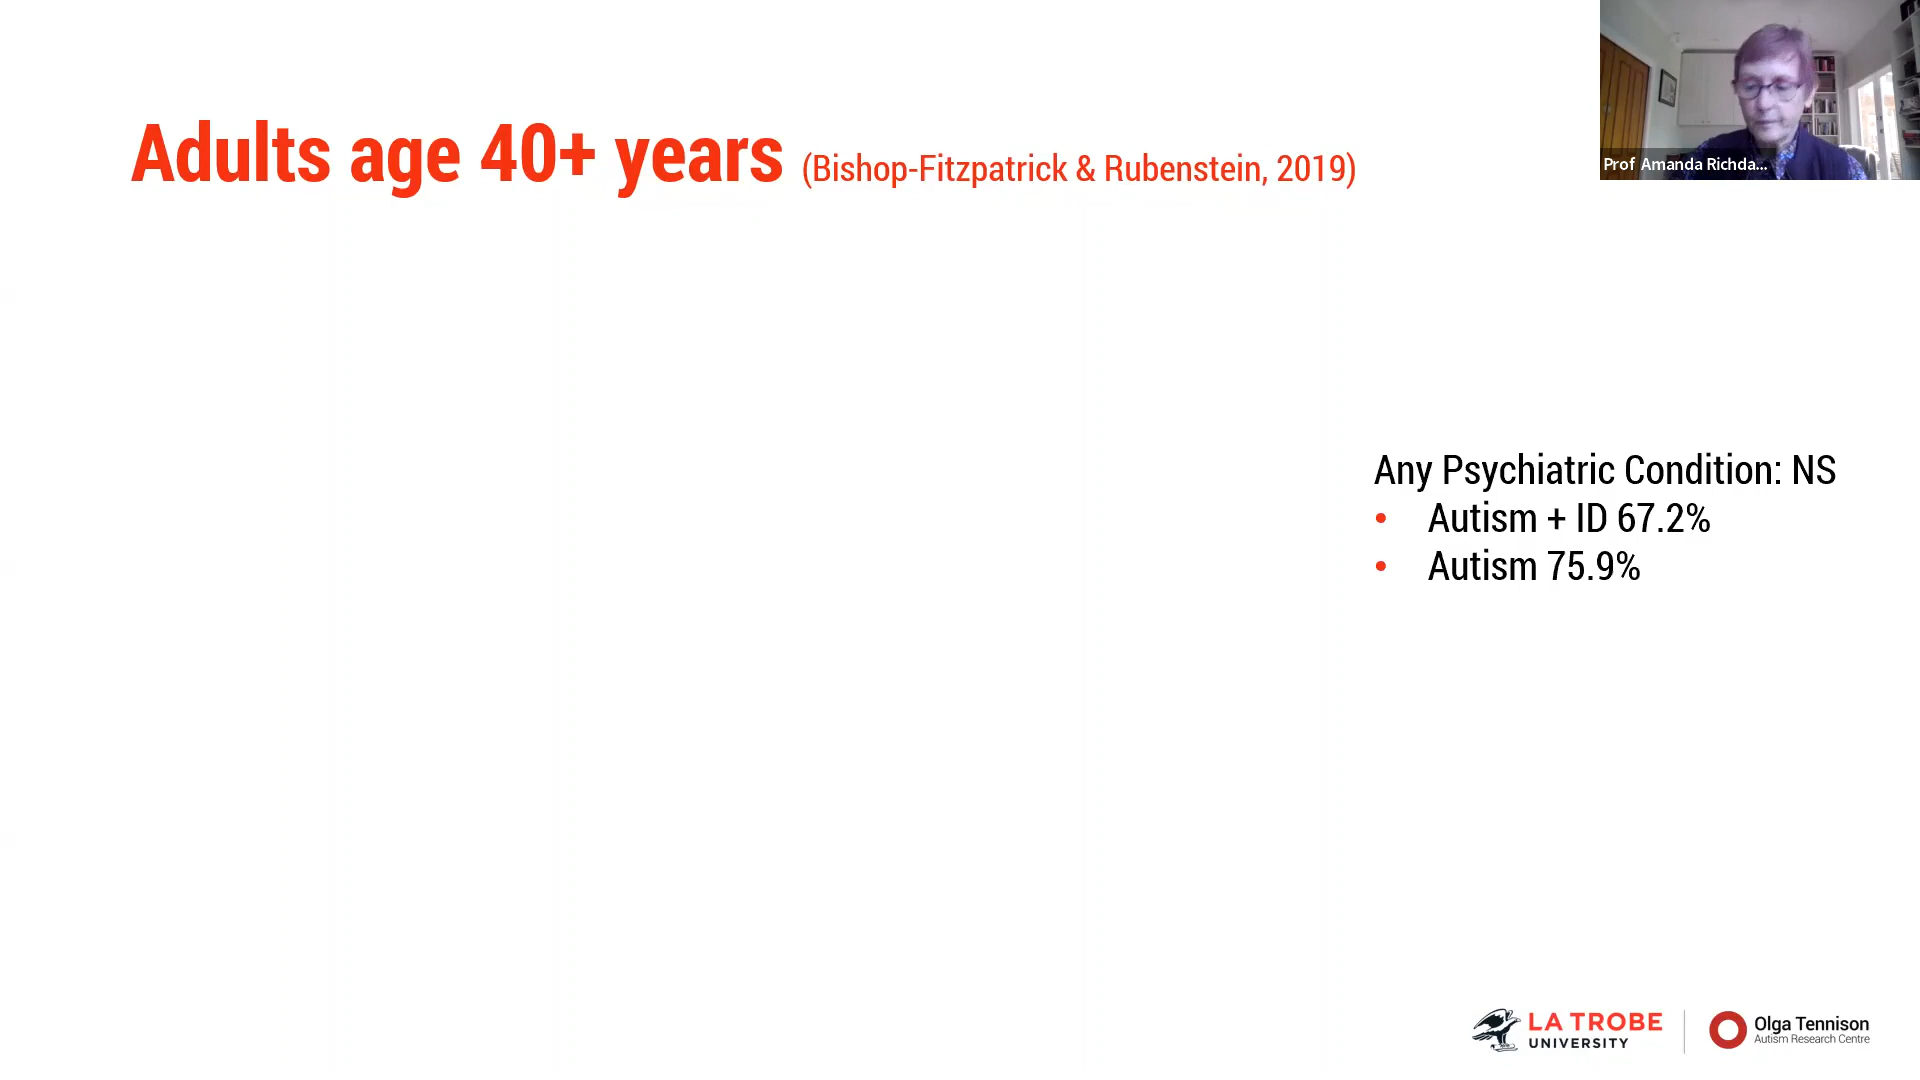 Adults age 40+ years (Bishop-Fitzpatrick & Rubenstein, 2019)
Prof Amanda Richda...
Any Psychiatric Condition: NS
• Autism + ID 67.2%
• Autism 75.9%
LA TROBE
UNIVERSITY
Olga Tennison
Autism Research Centre